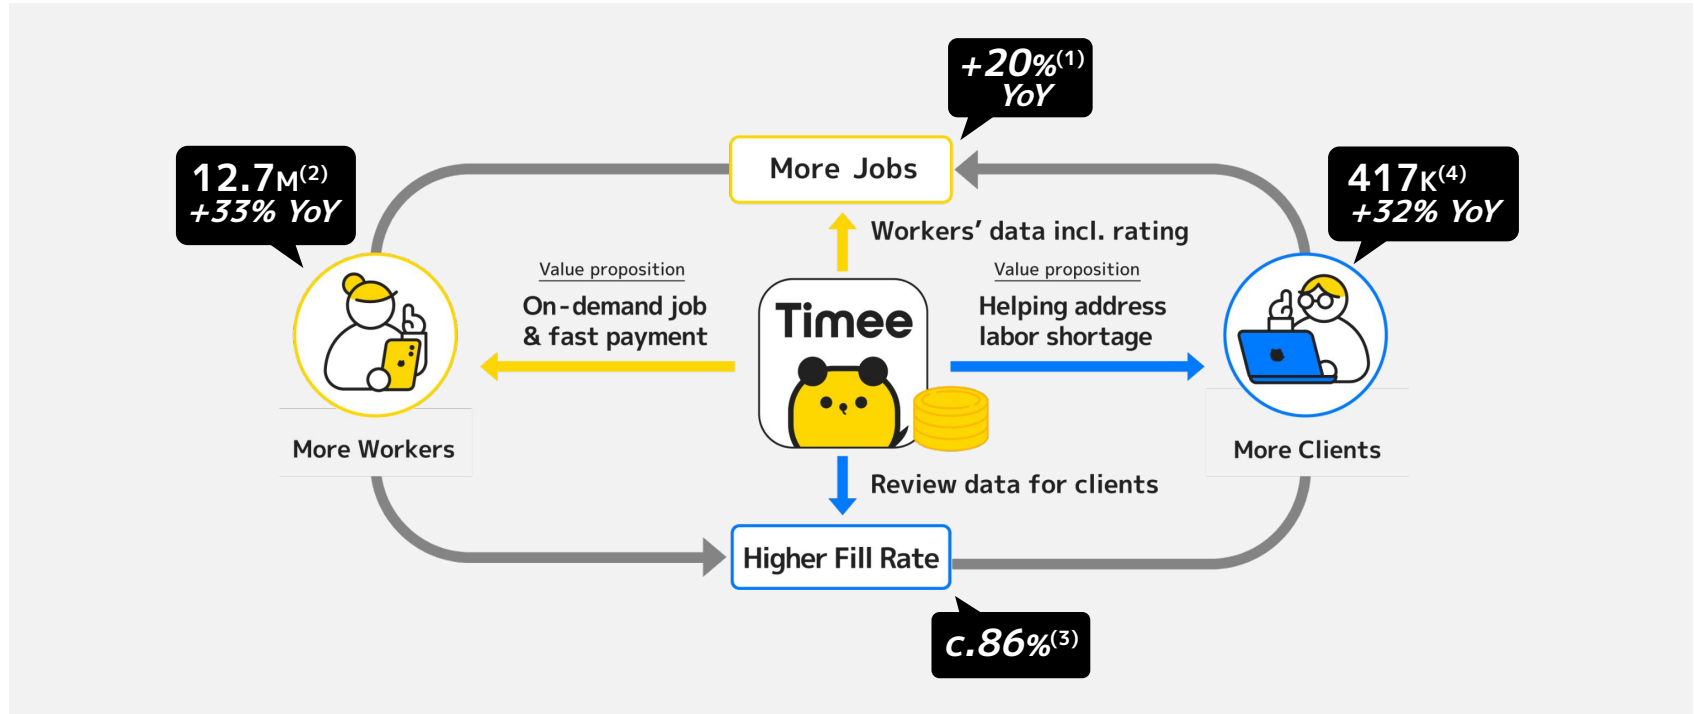 +20%(1)
YoY
12.7M(2)
+33% YoY
More Jobs
417K(4)
+32% YoY
Workers’ data incl. rating
Value proposition
On-demand job
& fast payment
Timee
Value proposition
Helping address
labor shortage
More Workers
More Clients
Review data for clients
Higher Fill Rate
c.86%(3)